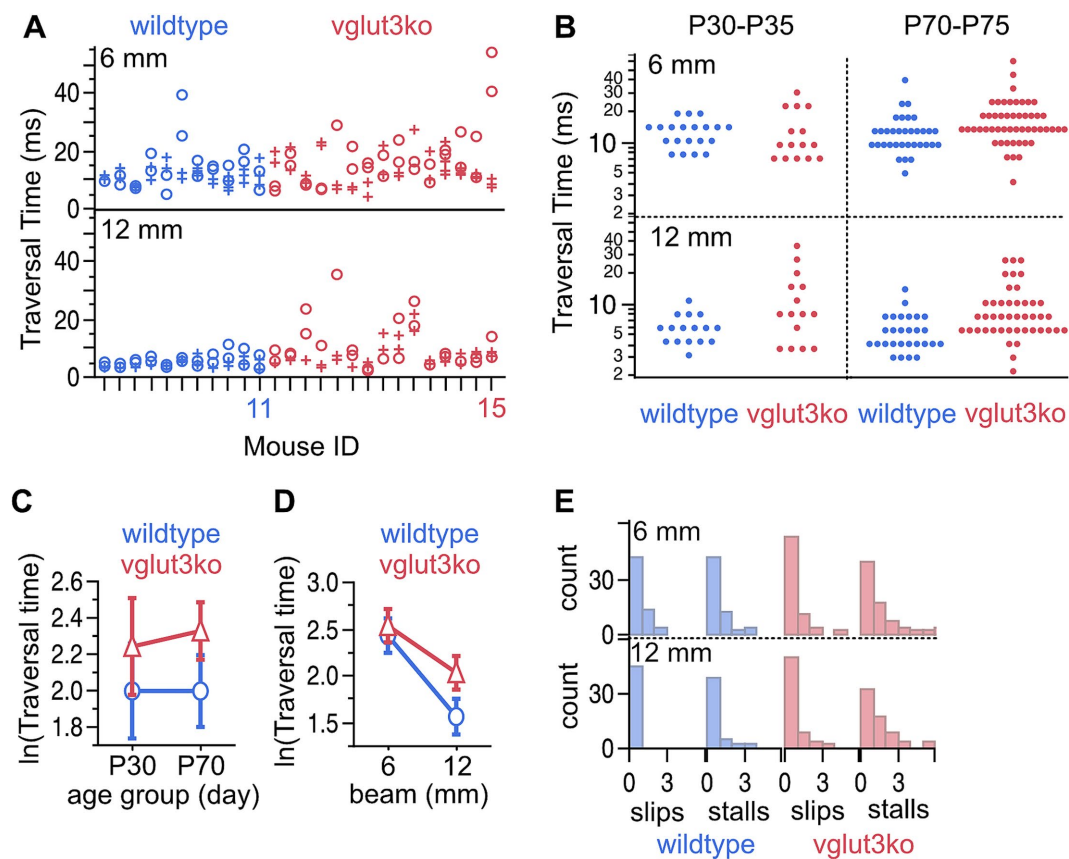 A
wildtype
vglut3ko
6 mm
40
20
0
12 mm
40
20
0
Traversal Time (ms)
11
15
Mouse ID
B
P30-P35
P70-P75
6 mm
40
30
20
10
5
3
2
12 mm
40
30
20
10
5
3
2
Traversal Time (ms)
wildtype vglut3ko wildtype vglut3ko
C
wildtype
vglut3ko
2.6
2.4
2.2
2.0
1.8
ln(Traversal time)
P30 P70
age group (day)
D
wildtype
vglut3ko
3.0
2.5
2.0
1.5
ln(Traversal time)
6 12
beam (mm)
E
6 mm
30
0
count
12 mm
30
0
count
0 3 0 3 0 3 0 3
slips stalls slips stalls
wildtype vglut3ko